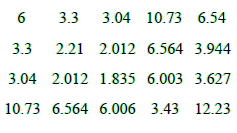 6 3.3 3.04 10.73 6.54
3.3 2.21 2.012 6.564 3.944
3.04 2.012 1.835 6.003 3.627
10.73 6.564 6.006 3.43 12.23